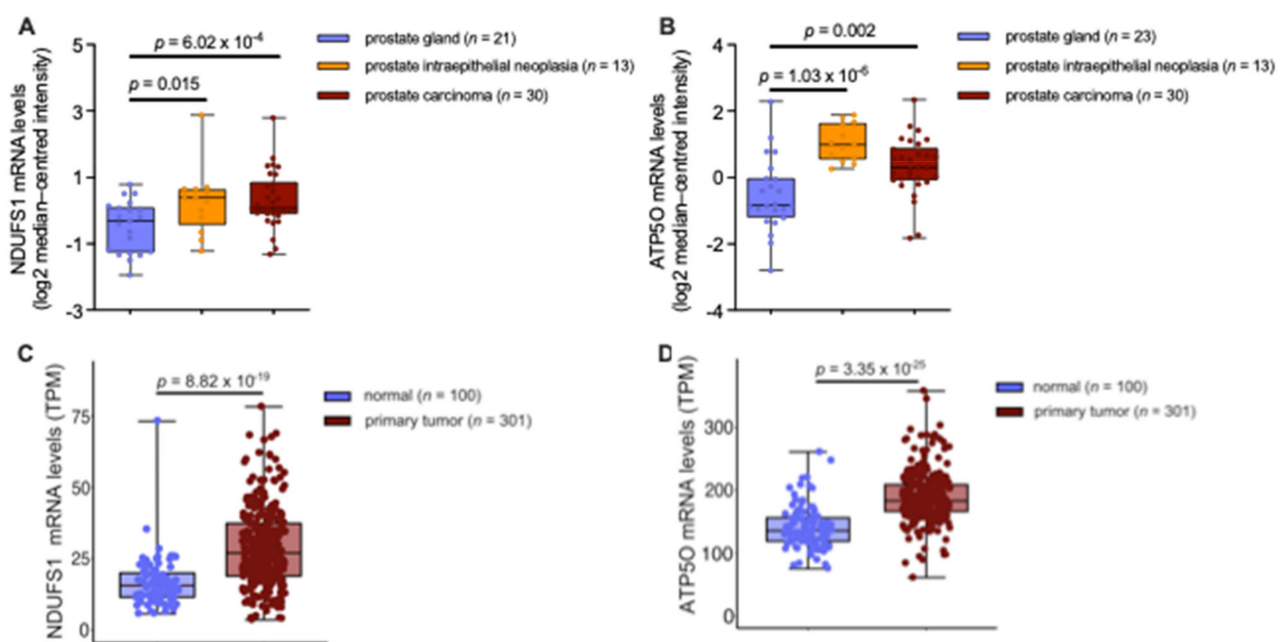 A
NDUFS1 mRNA levels
(log2 median–centred intensity)
5
3
1
-1
-3
p = 6.02 x 10-4
p = 0.015
prostate gland (n = 21)
prostate intraepithelial neoplasia (n = 13)
prostate carcinoma (n = 30)
B
ATP5O mRNA levels
(log2 median–centred intensity)
4
2
0
-2
-4
p = 0.002
p = 1.03 x 10-6
prostate gland (n = 23)
prostate intraepithelial neoplasia (n = 13)
prostate carcinoma (n = 30)
C
NDUFS1 mRNA levels (TPM)
75
50
25
0
p = 8.82 x 10-19
normal (n = 100)
primary tumor (n = 301)
D
ATP5O mRNA levels (TPM)
300
200
100
0
p = 3.35 x 10-25
normal (n = 100)
primary tumor (n = 301)